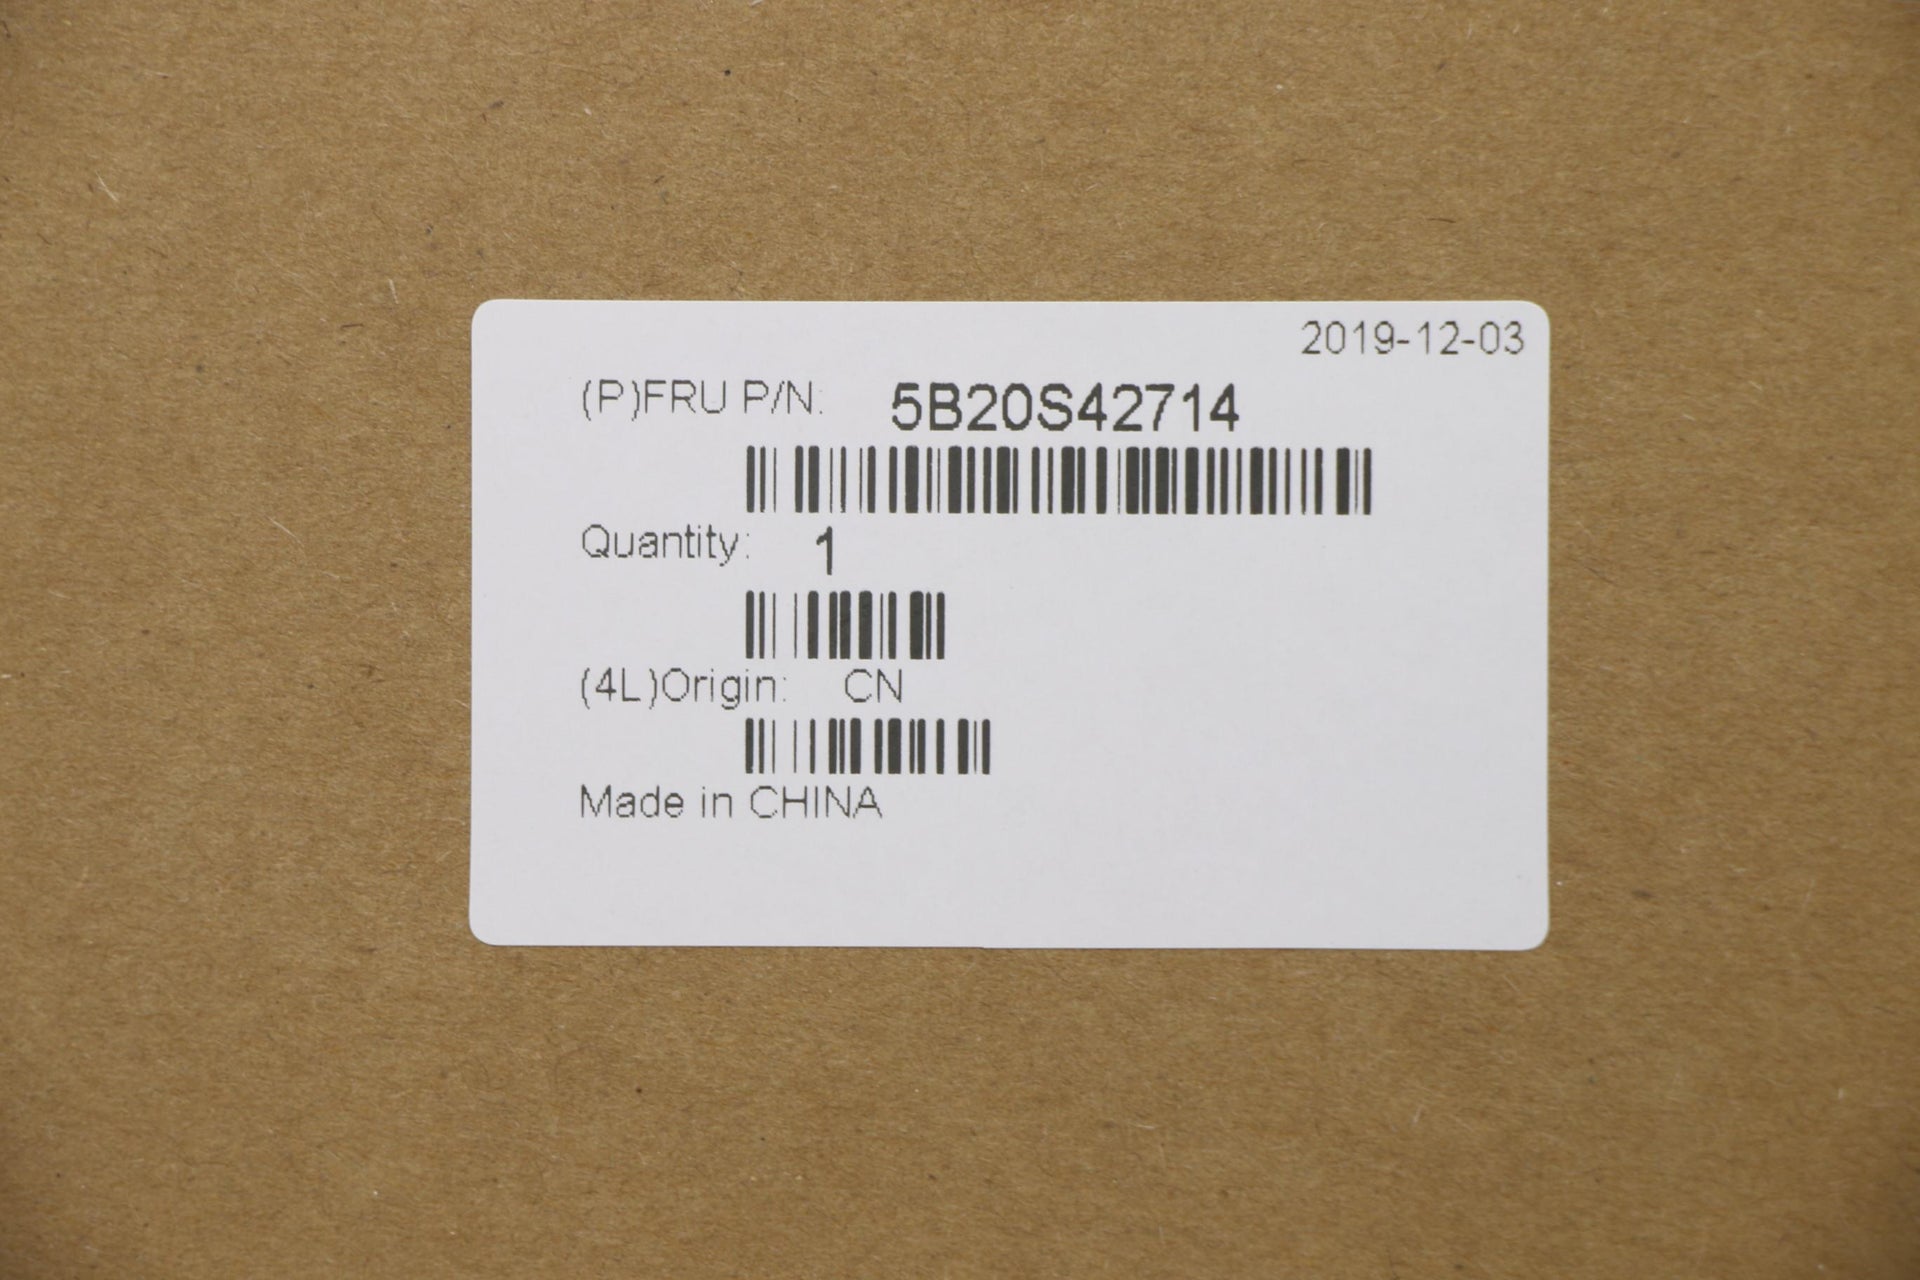 2019-12-03
(P)FRU P/N: 5B20S42714
Quantity: 1
(4L)Origin: CN
Made in CHINA